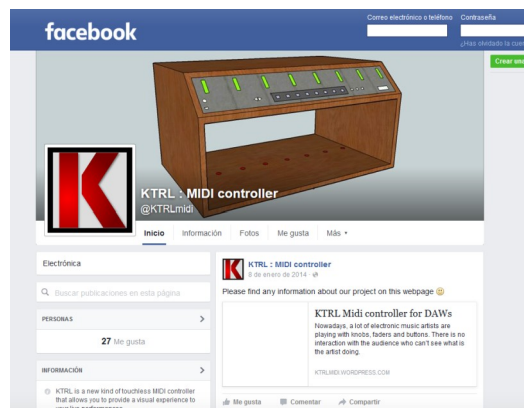 facebook
Correo electrónico o teléfono
Contraseña
¿Has olvidado la cuen
Crear una
KTRL : MIDI controller
@KTRLmidi
Inicio Información Fotos Me gusta Más
Electrónica
Buscar publicaciones en esta página
PERSONAS
27 Me gusta
INFORMACIÓN
KTRL is a new kind of touchless MIDI controller
that allows you to provide a visual experience to
your live performances
KTRL : MIDI controller
6 de enero de 2014
Please find any information about our project on this webpage
KTRL Midi controller for DAWs
Nowadays, a lot of electronic music artists are
playing with knobs, faders and buttons. There is no
interaction with the audience who can't see what is
the artist doing.
KTRLMIDI.WORDPRESS.COM
Me gusta Comentar Compartir